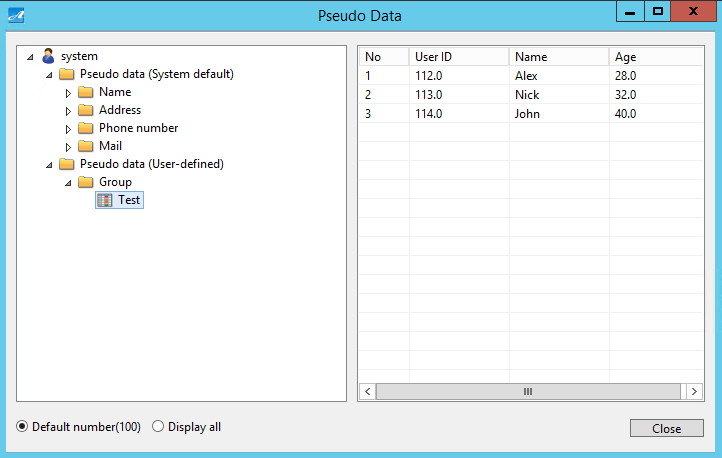 Pseudo Data
system
Pseudo data (System default)
Name
Address
Phone number
Mail
Pseudo data (User-defined)
Group
Test
No User ID Name Age
1 112.0 Alex 28.0
2 113.0 Nick 32.0
3 114.0 John 40.0
Default number(100) Display all
Close